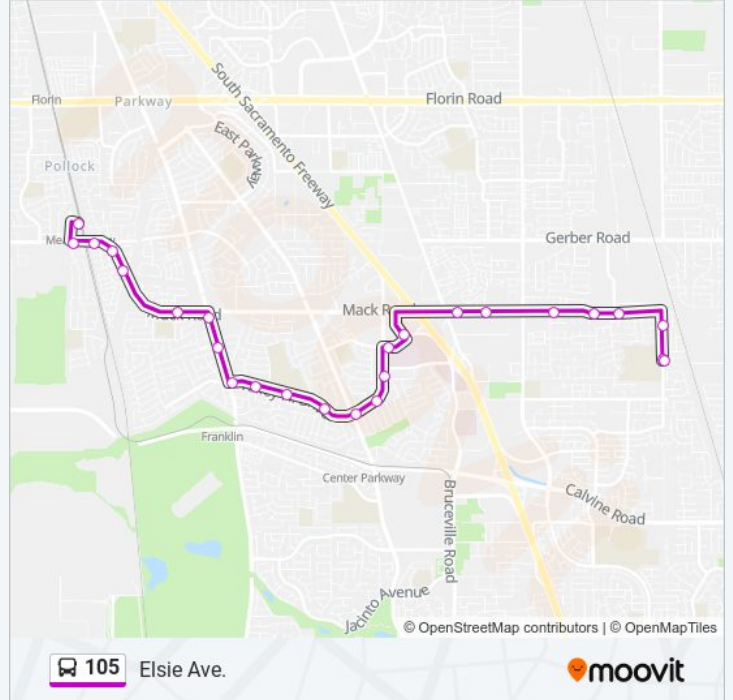 South Sacramento Freeway
Florin
Parkway
Florin Road
East Parkway
Pollock
Gerber Road
Mack Road
Franklin
Center Parkway
Bruceville Road
Calvine Road
Jacinto Avenue
© OpenStreetMap contributors | © OpenMapTiles
105 Elsie Ave.
moovit